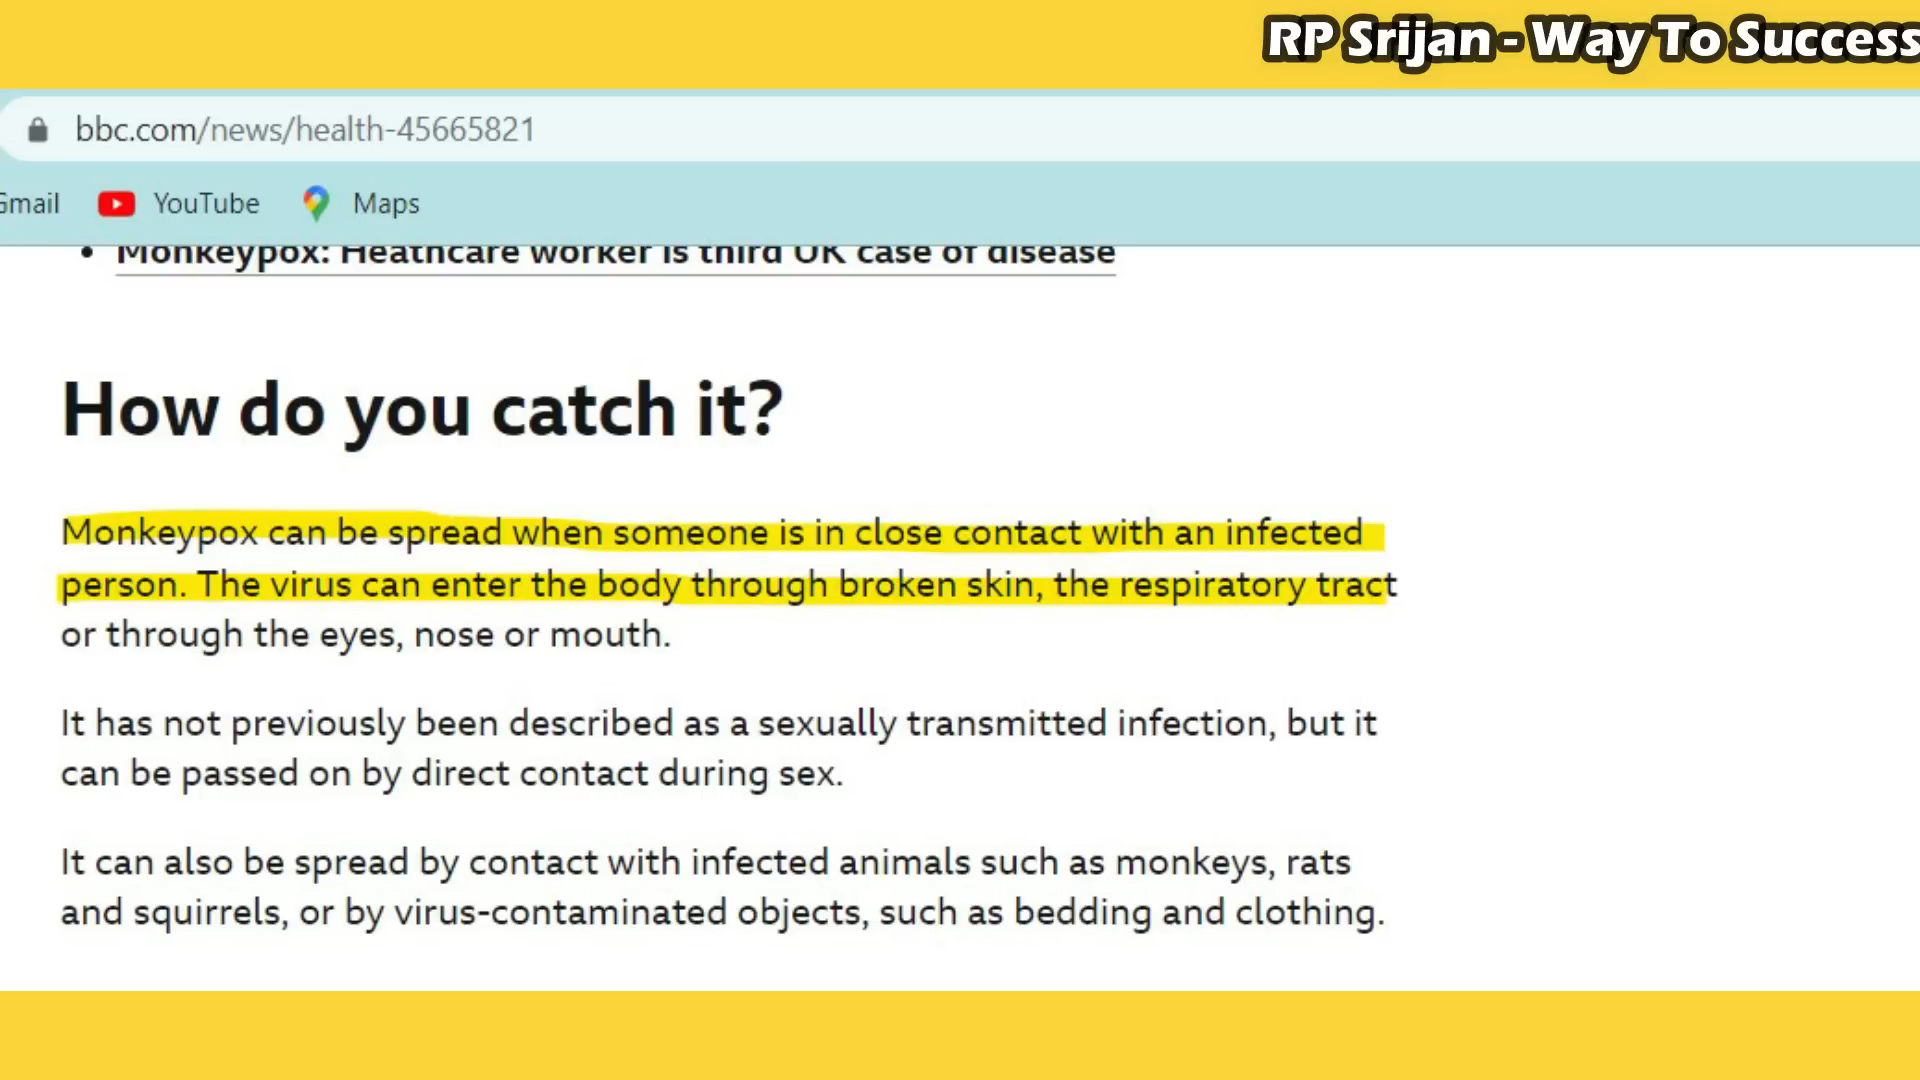 RP Srijan - Way To Success
bbc.com/news/health-45665821
Gmail YouTube Maps
• Monkeypox: Heathcare worker is third UK case of disease
How do you catch it?
Monkeypox can be spread when someone is in close contact with an infected
person. The virus can enter the body through broken skin, the respiratory tract
or through the eyes, nose or mouth.
It has not previously been described as a sexually transmitted infection, but it
can be passed on by direct contact during sex.
It can also be spread by contact with infected animals such as monkeys, rats
and squirrels, or by virus-contaminated objects, such as bedding and clothing.